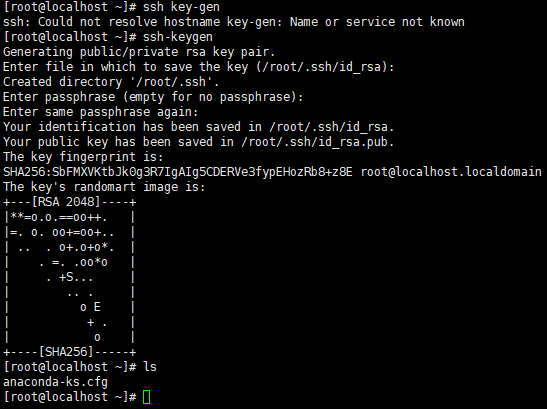 [root@localhost ~]# ssh key-gen
ssh: Could not resolve hostname key-gen: Name or service not known
[root@localhost ~]# ssh-keygen
Generating public/private rsa key pair.
Enter file in which to save the key (/root/.ssh/id_rsa):
Created directory '/root/.ssh'.
Enter passphrase (empty for no passphrase):
Enter same passphrase again:
Your identification has been saved in /root/.ssh/id_rsa.
Your public key has been saved in /root/.ssh/id_rsa.pub.
The key fingerprint is:
SHA256:SbFMXVKtbJk0g3R7IgAIg5CDERVe3fypEHozRb8+z8E root@localhost.localdomain
The key's randomart image is:
+---[RSA 2048]----+
|**=o.o.==oo++.   |
|=. o. oo+=oo+..  |
| ..  . o+.o+o*.  |
|    . =. .oo*o   |
|     . +S...     |
|        .. .     |
|          o E    |
|           + .   |
|            o    |
+----[SHA256]-----+
[root@localhost ~]# ls
anaconda-ks.cfg
[root@localhost ~]#